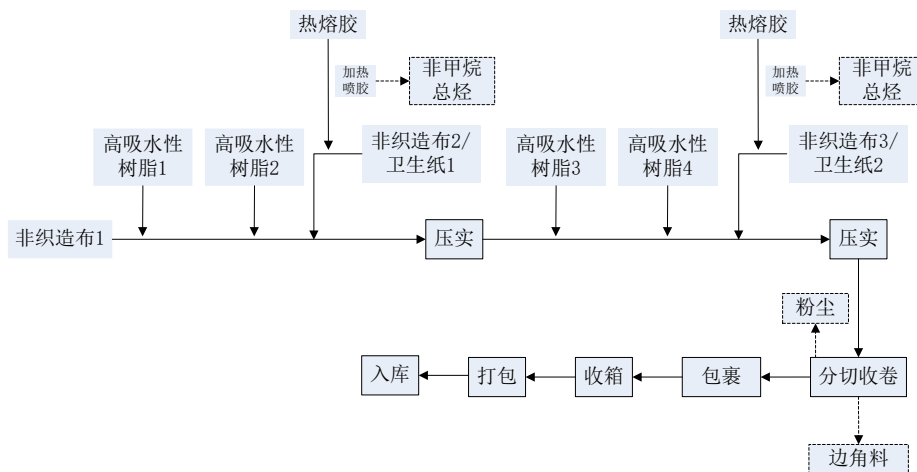 热熔胶
热熔胶
加热
喷胶
非甲烷
总烃
加热
喷胶
非甲烷
总烃
高吸水性
树脂1
高吸水性
树脂2
非织造布2/
卫生纸1
高吸水性
树脂3
高吸水性
树脂4
非织造布3/
卫生纸2
非织造布1
压实
压实
粉尘
入库
打包
收箱
包裹
分切收卷
边角料